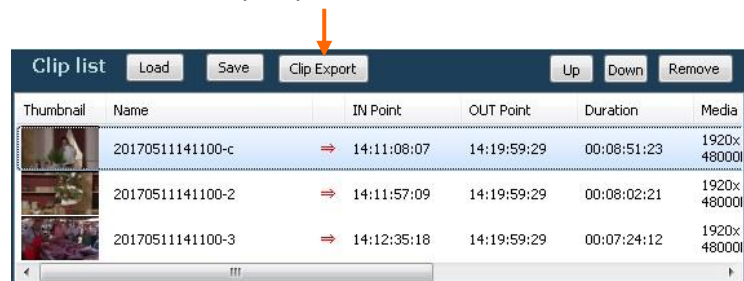 Clip list Load Save Clip Export Up Down Remove
Thumbnail Name IN Point OUT Point Duration Media
20170511141100-c ⇒ 14:11:08:07 14:19:59:29 00:08:51:23 1920x
48000
20170511141100-2 ⇒ 14:11:57:09 14:19:59:29 00:08:02:21 1920x
48000
20170511141100-3 ⇒ 14:12:35:18 14:19:59:29 00:07:24:12 1920x
48000